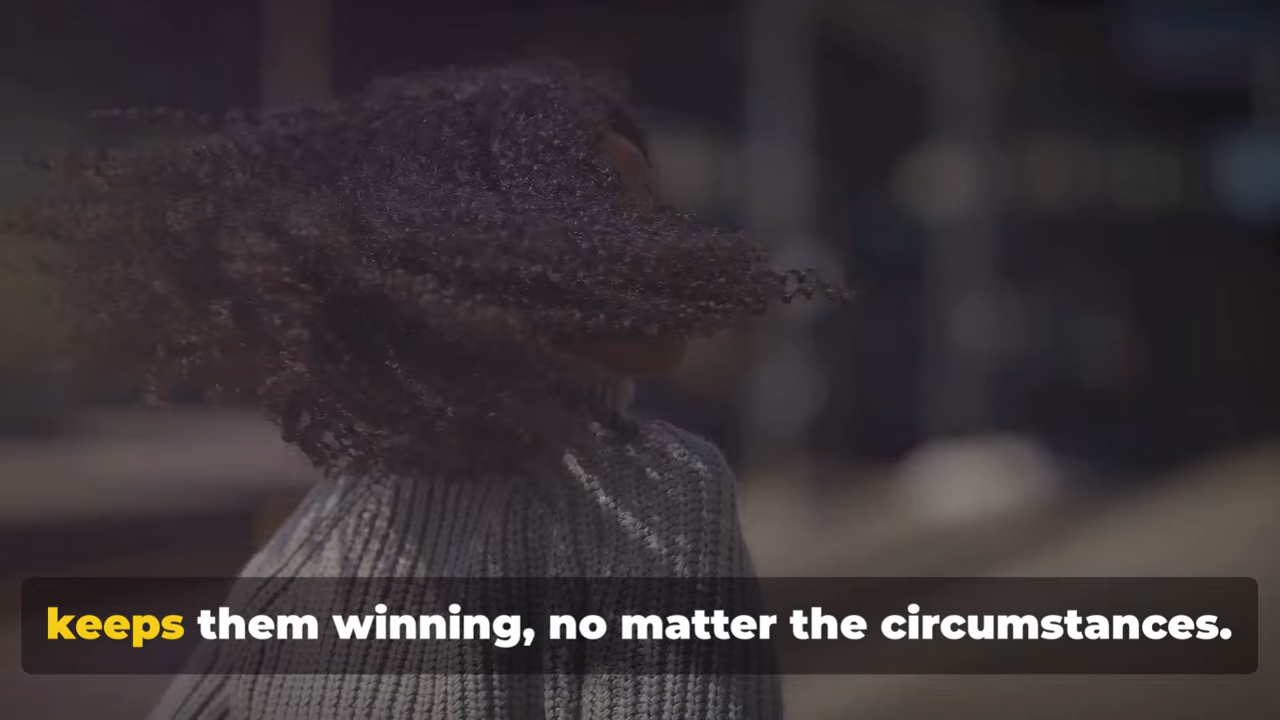 keeps them winning, no matter the circumstances.